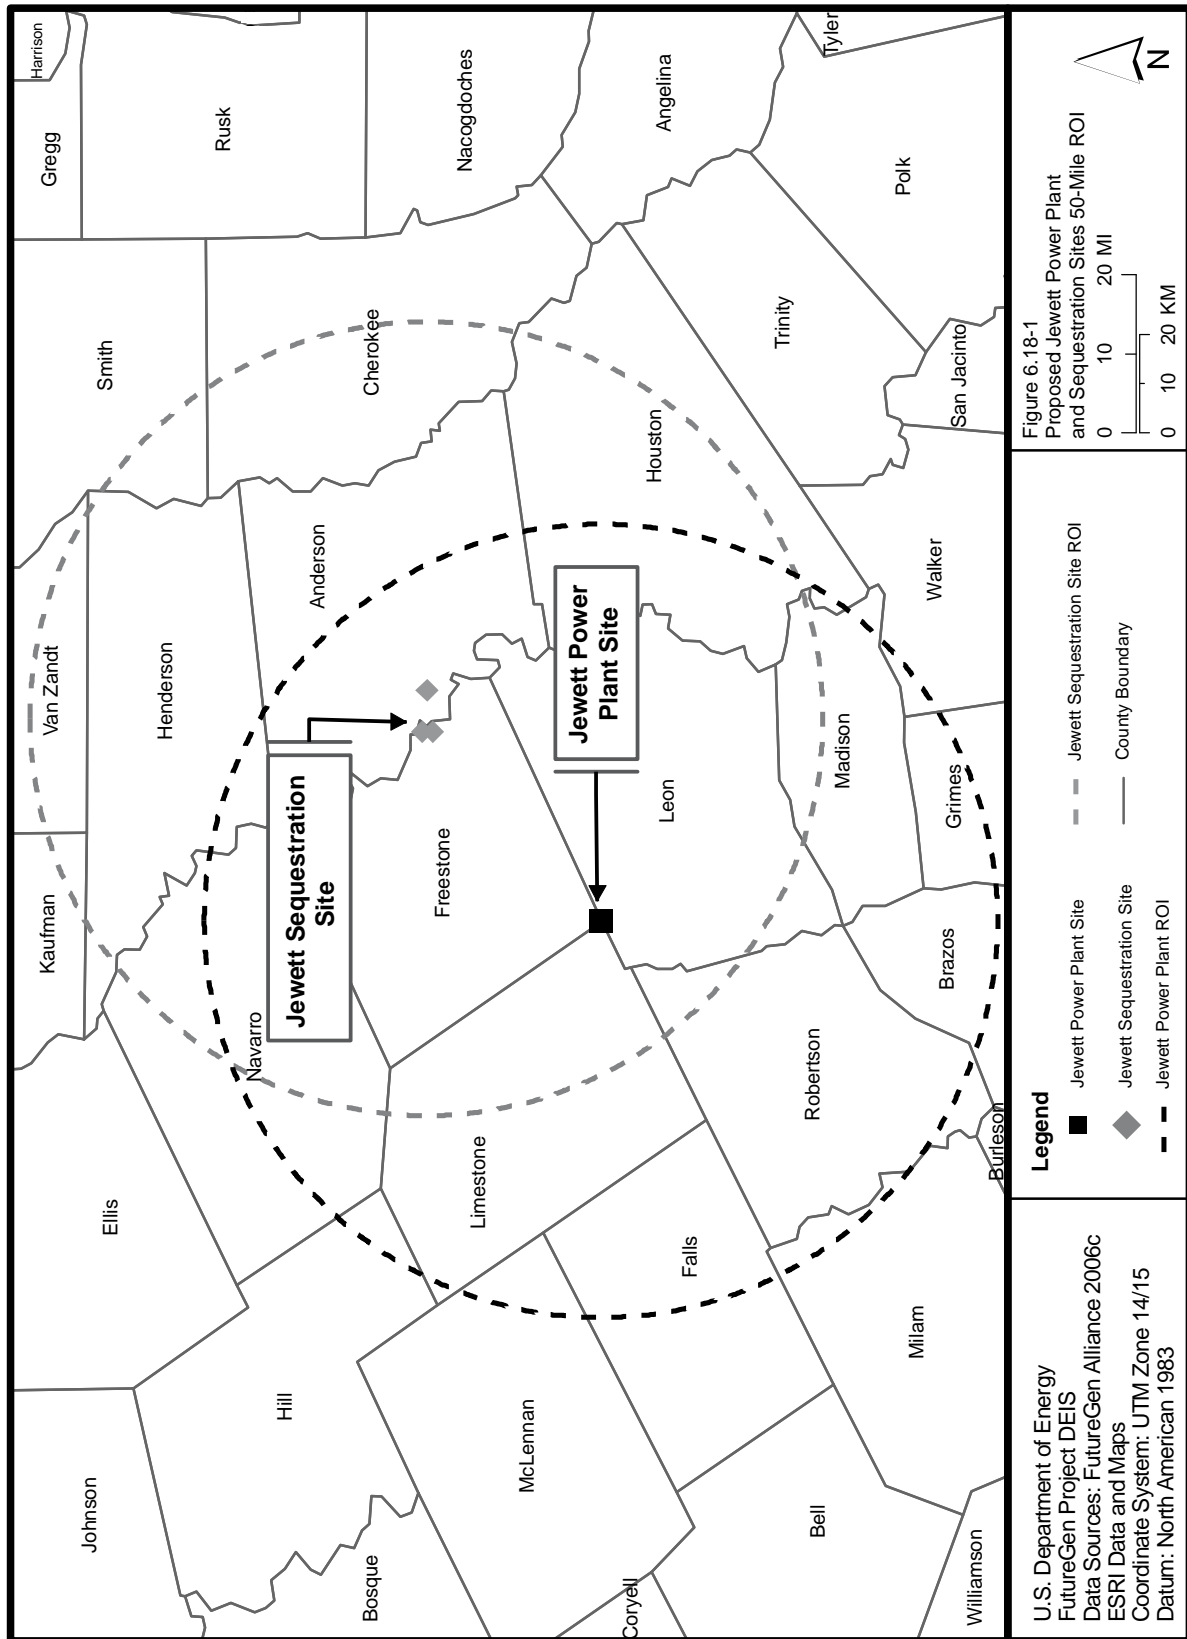 Johnson
Ellis
Kaufman
Van Zandt
Smith
Gregg
Harrison
Hill
Navarro
Henderson
Rusk
Bosque
Anderson
Cherokee
Jewett Sequestration
Site
McLennan
Limestone
Freestone
Nacogdoches
Coryell
Falls
Leon
Houston
Angelina
Jewett Power
Plant Site
Bell
Robertson
Madison
Trinity
Tyler
Milam
Brazos
Grimes
Walker
Polk
Williamson
Burleson
San Jacinto
U.S. Department of Energy
FutureGen Project DEIS
Data Sources: FutureGen Alliance 2006c
ESRI Data and Maps
Coordinate System: UTM Zone 14/15
Datum: North American 1983
Legend
Jewett Power Plant Site
Jewett Sequestration Site
Jewett Power Plant ROI
Jewett Sequestration Site ROI
County Boundary
Figure 6.18-1
Proposed Jewett Power Plant
and Sequestration Sites 50-Mile ROI
0 10 20 MI
0 10 20 KM
N